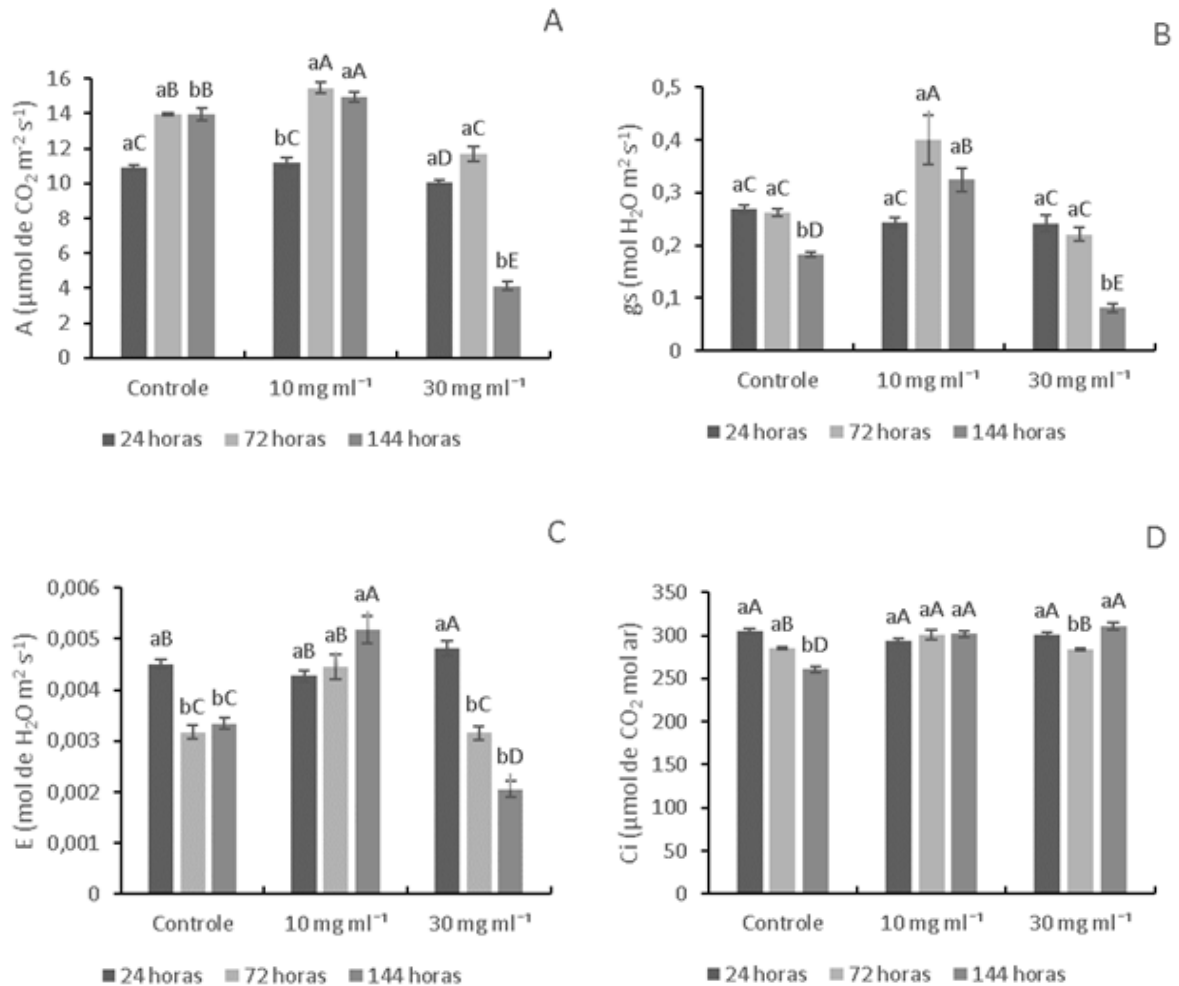 A
A (µmol de CO₂ m⁻² s⁻¹)
16
14
12
10
8
6
4
2
0
aC
aB
bB
bC
aA
aA
aD
aC
bE
Controle
10 mg ml⁻¹
30 mg ml⁻¹
24 horas
72 horas
144 horas
B
gs (mol H₂O m² s⁻¹)
0,5
0,4
0,3
0,2
0,1
0
aC
aC
bD
aC
aA
aB
aC
aC
bE
Controle
10 mg ml⁻¹
30 mg ml⁻¹
24 horas
72 horas
144 horas
C
E (mol de H₂O m² s⁻¹)
0,006
0,005
0,004
0,003
0,002
0,001
0
aB
bC
bC
aB
aB
aA
aA
bC
bD
Controle
10 mg ml⁻¹
30 mg ml⁻¹
24 horas
72 horas
144 horas
D
Ci (µmol de CO₂ mol ar)
350
300
250
200
150
100
50
0
aA
aB
bD
aA
aA
aA
aA
bB
aA
Controle
10 mg ml⁻¹
30 mg ml⁻¹
24 horas
72 horas
144 horas